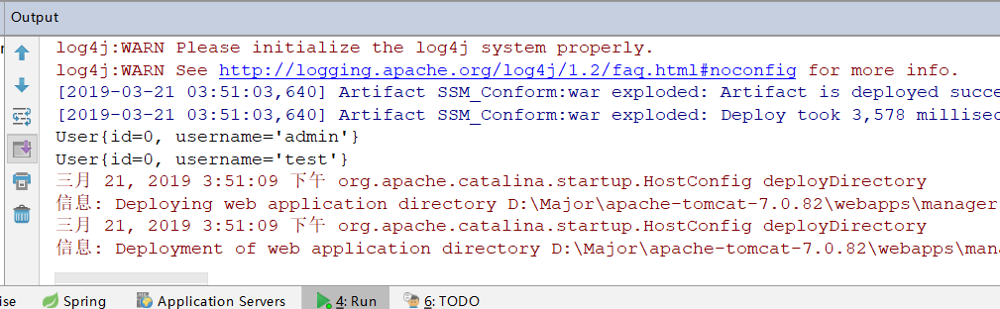 Output
log4j:WARN Please initialize the log4j system properly.
log4j:WARN See http://logging.apache.org/log4j/1.2/faq.html#noconfig for more info.
[2019-03-21 03:51:03,640] Artifact SSM_Conform:war exploded: Artifact is deployed succe
[2019-03-21 03:51:03,640] Artifact SSM_Conform:war exploded: Deploy took 3,578 millisec
User{id=0, username='admin'}
User{id=0, username='test'}
三月 21, 2019 3:51:09 下午 org.apache.catalina.startup.HostConfig deployDirectory
信息: Deploying web application directory D:\Major\apache-tomcat-7.0.82\webapps\manager
三月 21, 2019 3:51:09 下午 org.apache.catalina.startup.HostConfig deployDirectory
信息: Deployment of web application directory D:\Major\apache-tomcat-7.0.82\webapps\man
ise Spring Application Servers 4: Run 6: TODO